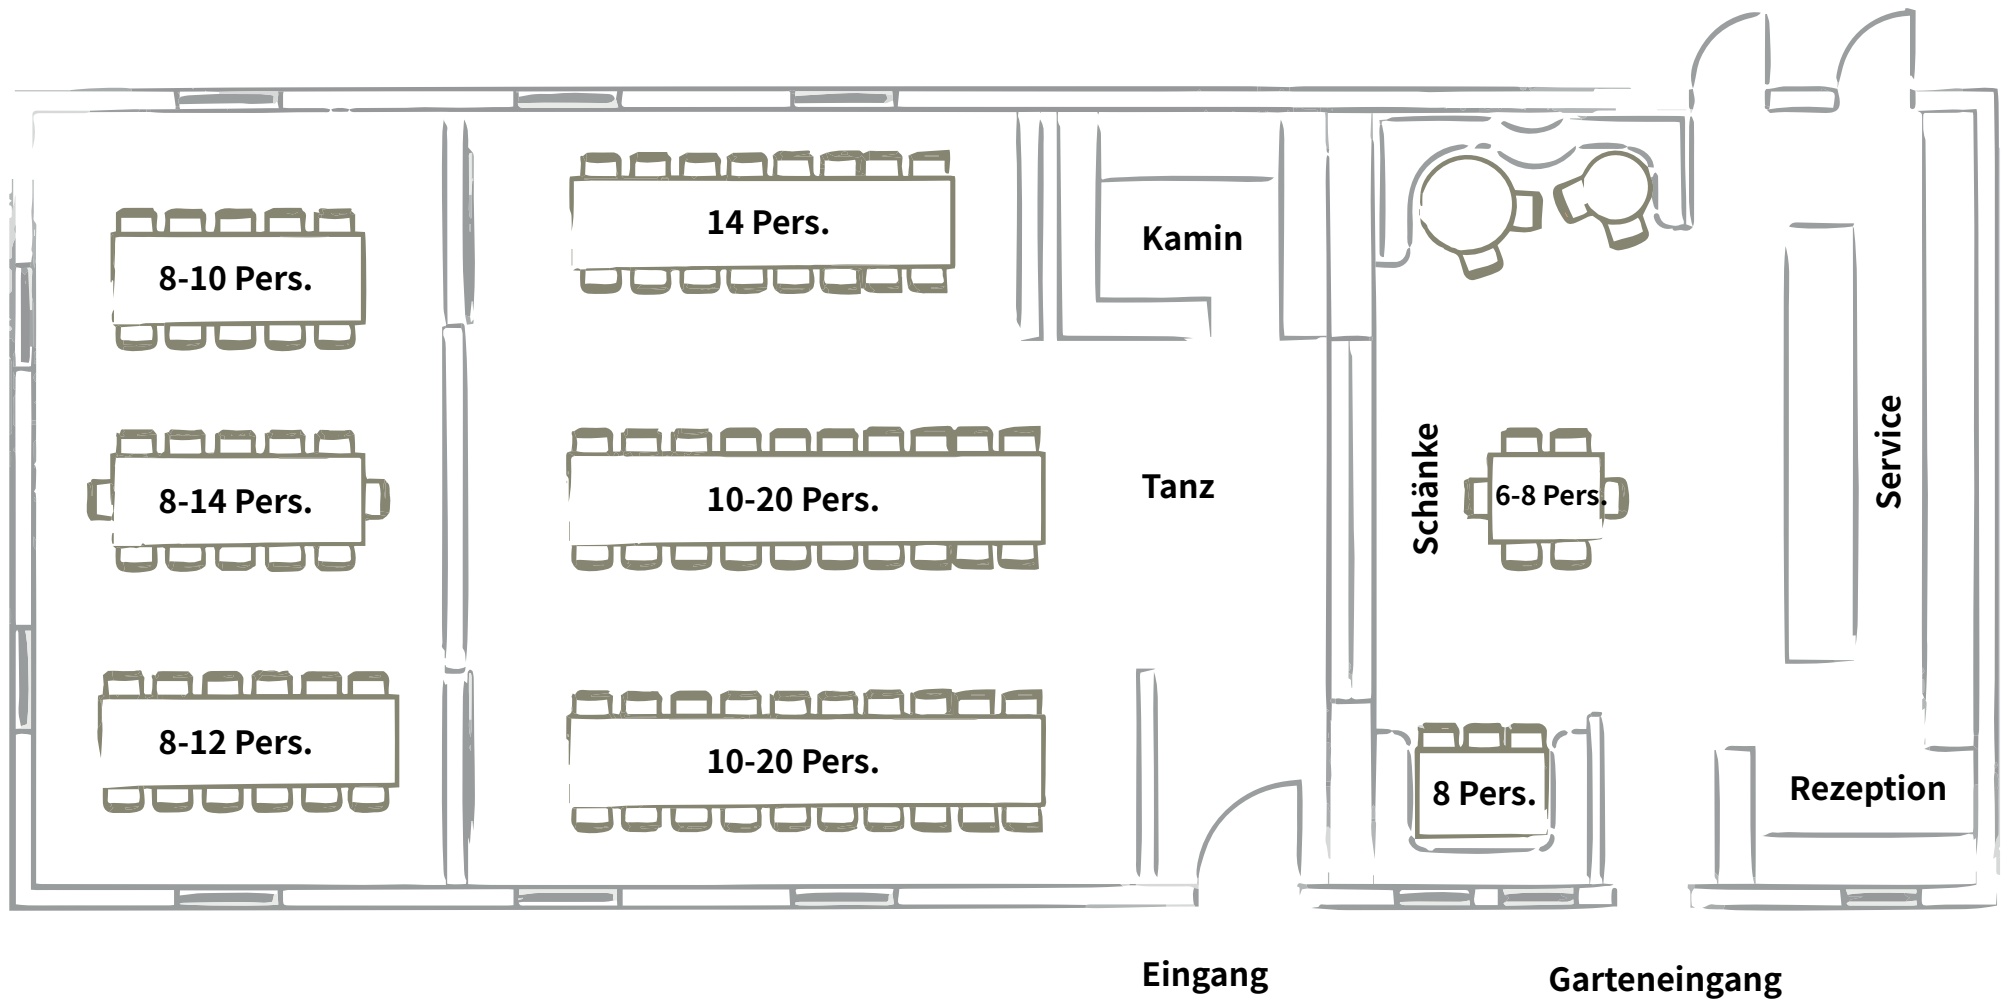 8-10 Pers.
8-14 Pers.
8-12 Pers.
14 Pers.
10-20 Pers.
10-20 Pers.
Kamin
Tanz
Schänke
6-8 Pers.
8 Pers.
Service
Rezeption
Eingang
Garteneingang